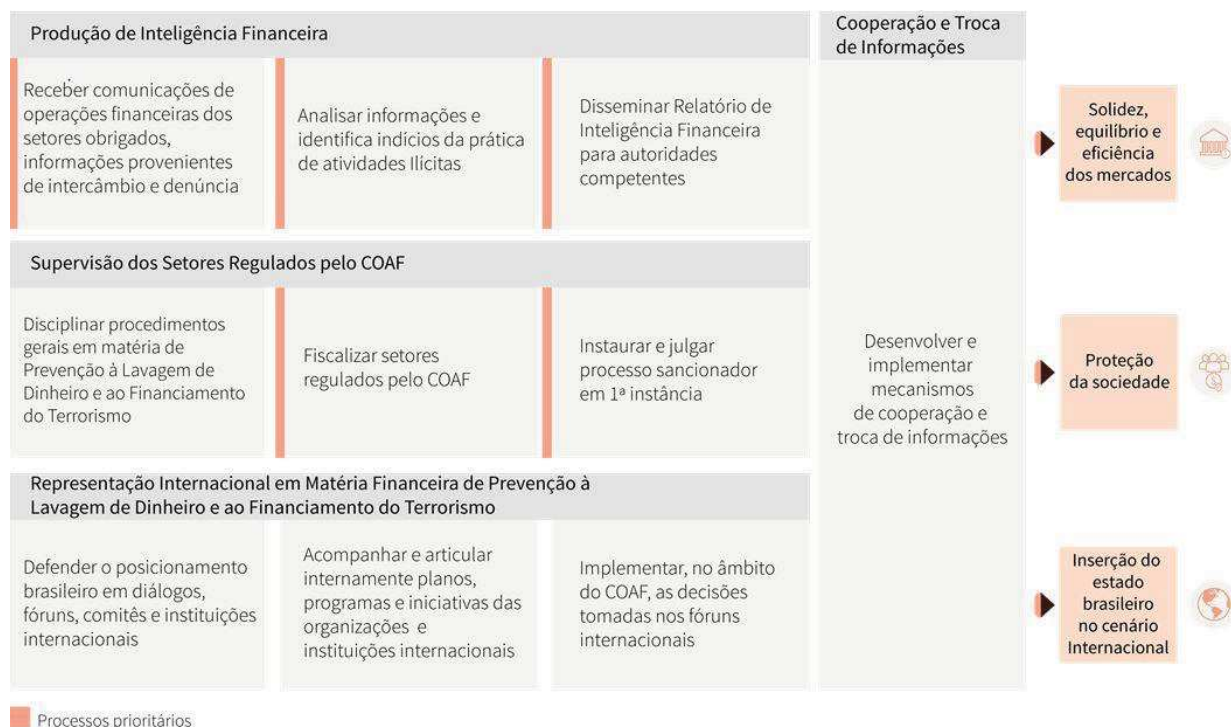 Produção de Inteligência Financeira
Receber comunicações de
operações financeiras dos
setores obrigados,
informações provenientes
de intercâmbio e denúncia
Analisar informações e
identifica indícios da prática
de atividades Ilícitas
Disseminar Relatório de
Inteligência Financeira
para autoridades
competentes
Supervisão dos Setores Regulados pelo COAF
Disciplinar procedimentos
gerais em matéria de
Prevenção à Lavagem de
Dinheiro e ao Financiamento
do Terrorismo
Fiscalizar setores
regulados pelo COAF
Instaurar e julgar
processo sancionador
em 1ª instância
Representação Internacional em Matéria Financeira de Prevenção à
Lavagem de Dinheiro e ao Financiamento do Terrorismo
Defender o posicionamento
brasileiro em diálogos,
fóruns, comitês e instituições
internacionais
Acompanhar e articular
internamente planos,
programas e iniciativas das
organizações e
instituições internacionais
Implementar, no âmbito
do COAF, as decisões
tomadas nos fóruns
internacionais
Cooperação e Troca
de Informações
Desenvolver e
implementar
mecanismos
de cooperação e
troca de informações
Solidez,
equilíbrio e
eficiência
dos mercados
Proteção
da sociedade
Inserção do
estado
brasileiro
no cenário
Internacional
Processos prioritários